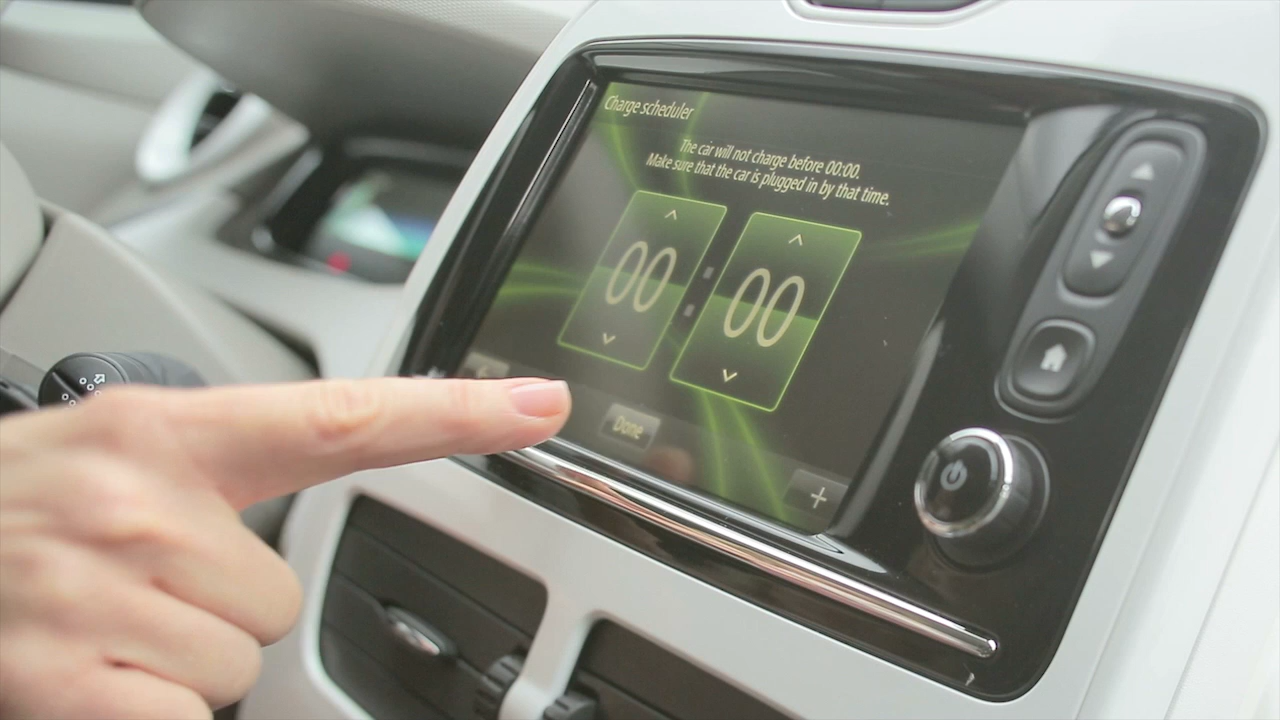 Charge scheduler
The car will not charge before 00:00.
Make sure that the car is plugged in by that time.
00 : 00
Done
+